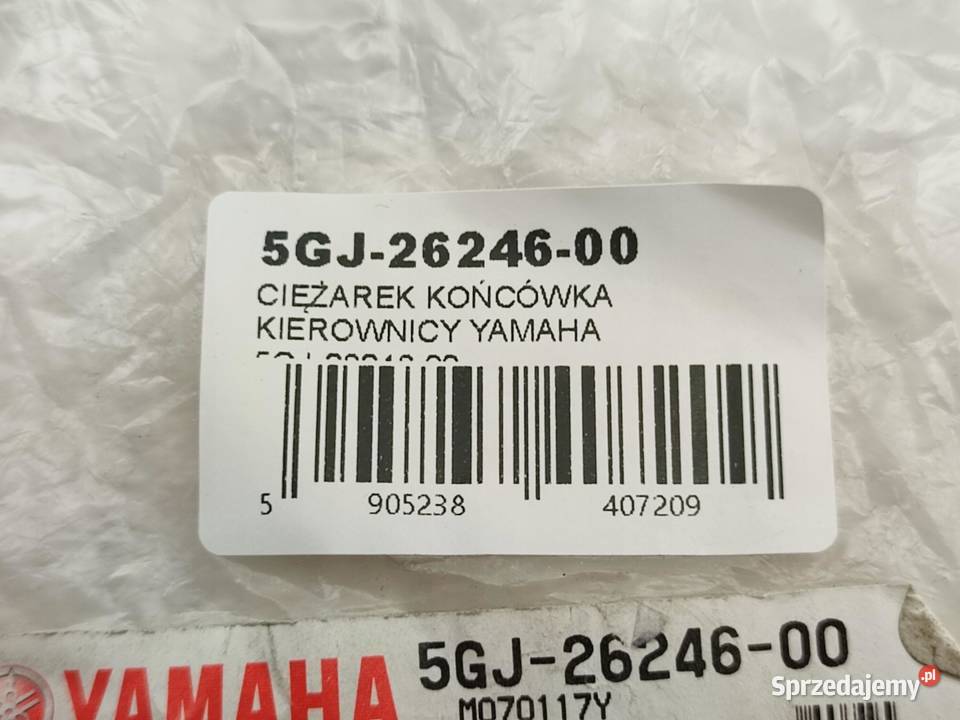 5GJ-26246-00
CIĘŻAREK KOŃCÓWKA
KIEROWNICY YAMAHA
5 905238 407209
YAMAHA 5GJ-26246-00
M070117Y
Sprzedajemy.pl